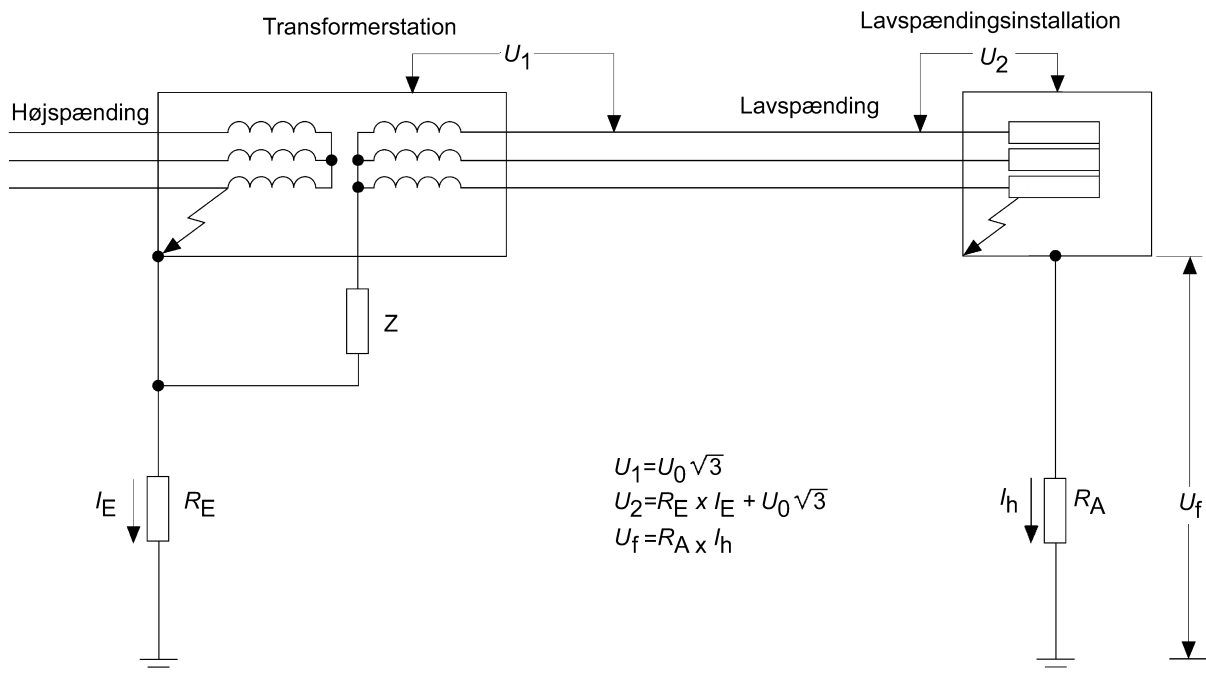 Transformerstation
Lavspændingsinstallation
U1
U2
Højspænding
Lavspænding
Z
U1=U0√3
U2=RE x IE + U0√3
Uf=RA x Ih
IE
RE
Ih
RA
Uf